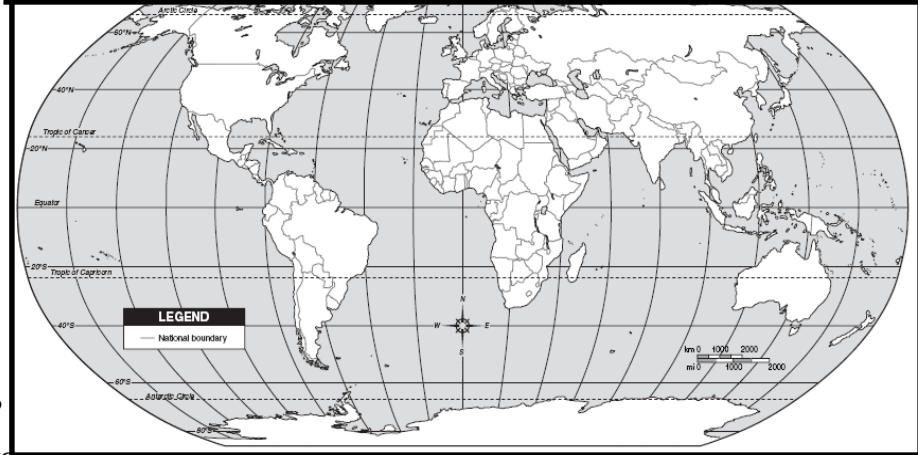 Arctic Circle
60°N
40°N
Tropic of Cancer
20°N
Equator
20°S
Tropic of Capricorn
N
W E
S
LEGEND
National boundary
40°S
km 0 1000 2000
mi 0 1000 2000
60°S
Antarctic Circle
80°S